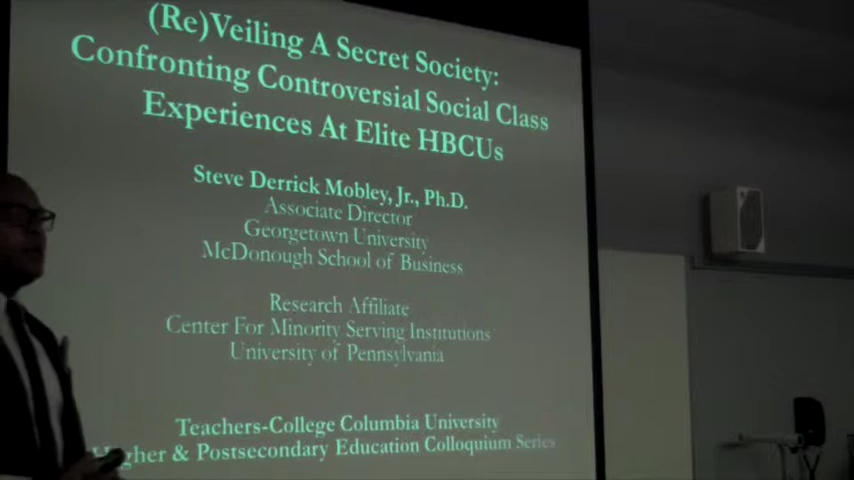 (Re)Veiling A Secret Society:
Confronting Controversial Social Class
Experiences At Elite HBCUs
Steve Derrick Mobley, Jr., Ph.D.
Associate Director
Georgetown University
McDonough School of Business
Research Affiliate
Center For Minority Serving Institutions
University of Pennsylvania
Teachers-College Columbia University
Higher & Postsecondary Education Colloquium Series